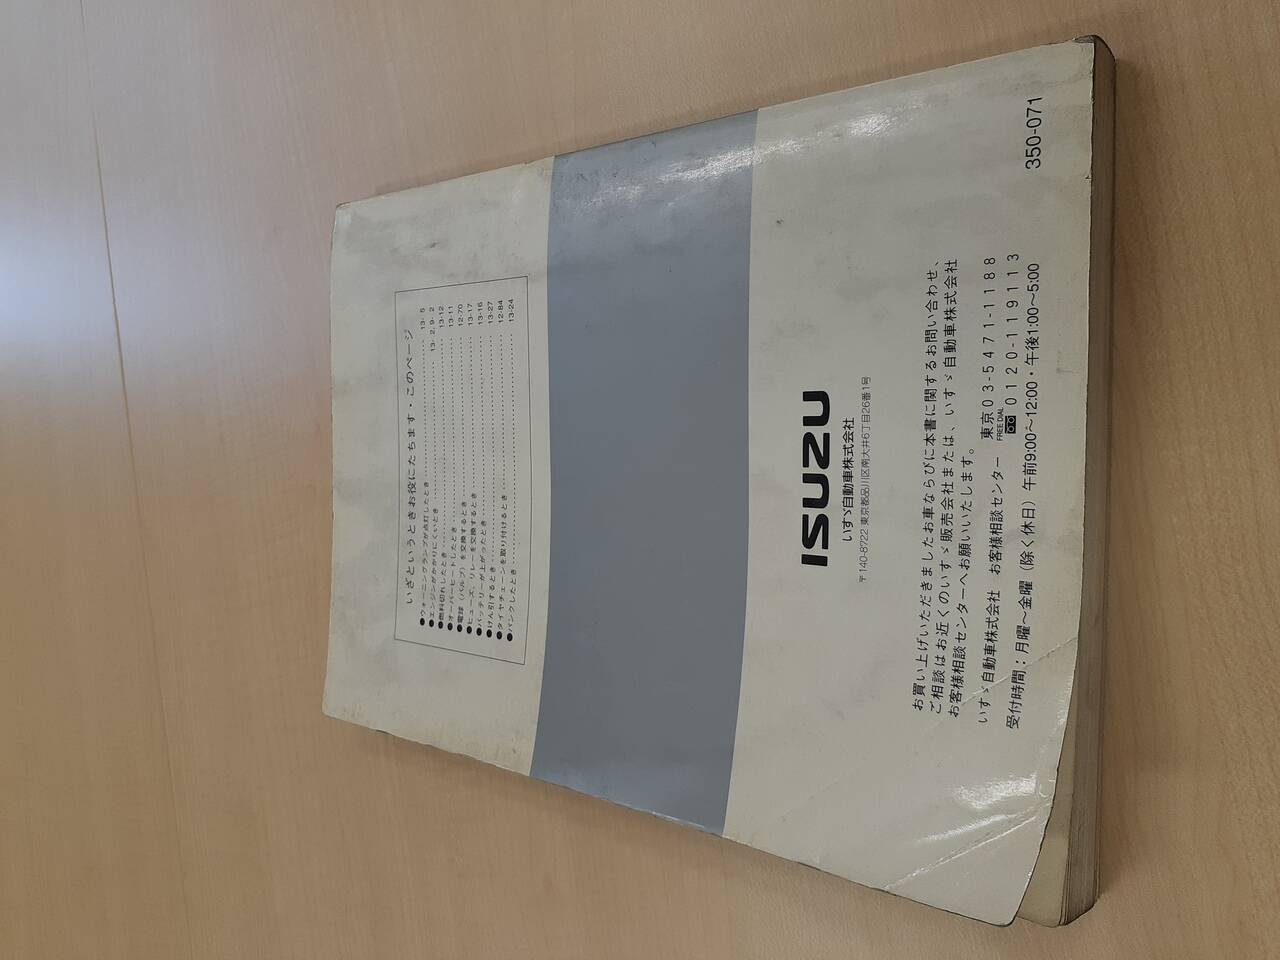 いざというときお役にたちます・このページ
●ウォーニングランプが点灯したとき 13- 5
●エンジンがかかりにくいとき 13- 2, 9- 2
●燃料切れしたとき 13-12
●オーバーヒートしたとき 13-11
●電球（バルブ）を交換するとき 12-70
●ヒューズ、リレーを交換するとき 13-17
●バッテリーが上がったとき 13-16
●けん引するとき 13-27
●タイヤチェーンを取り付けるとき 12-84
●パンクしたとき 13-24
ISUZU
いすゞ自動車株式会社
〒140-8722 東京都品川区南大井6丁目26番1号
お買い上げいただきましたお車ならびに本書に関するお問い合わせ、
ご相談はお近くのいすゞ販売会社または、いすゞ自動車株式会社
お客様相談センターへお願いいたします。
いすゞ自動車株式会社 お客様相談センター 東京03-5471-1188
FREE DIAL 0120-119113
受付時間：月曜～金曜（除く休日）午前9:00～12:00・午後1:00～5:00
350-071